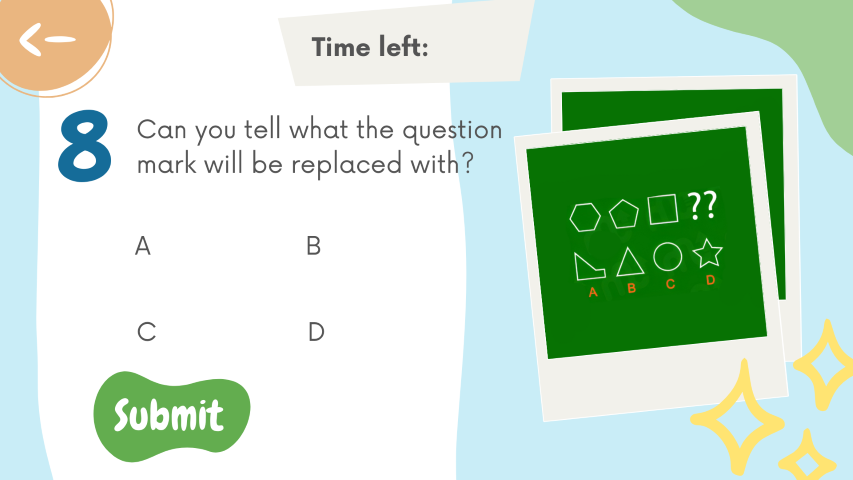 Time left:
8
Can you tell what the question
mark will be replaced with?
A B
C D
Submit
??
A B C D